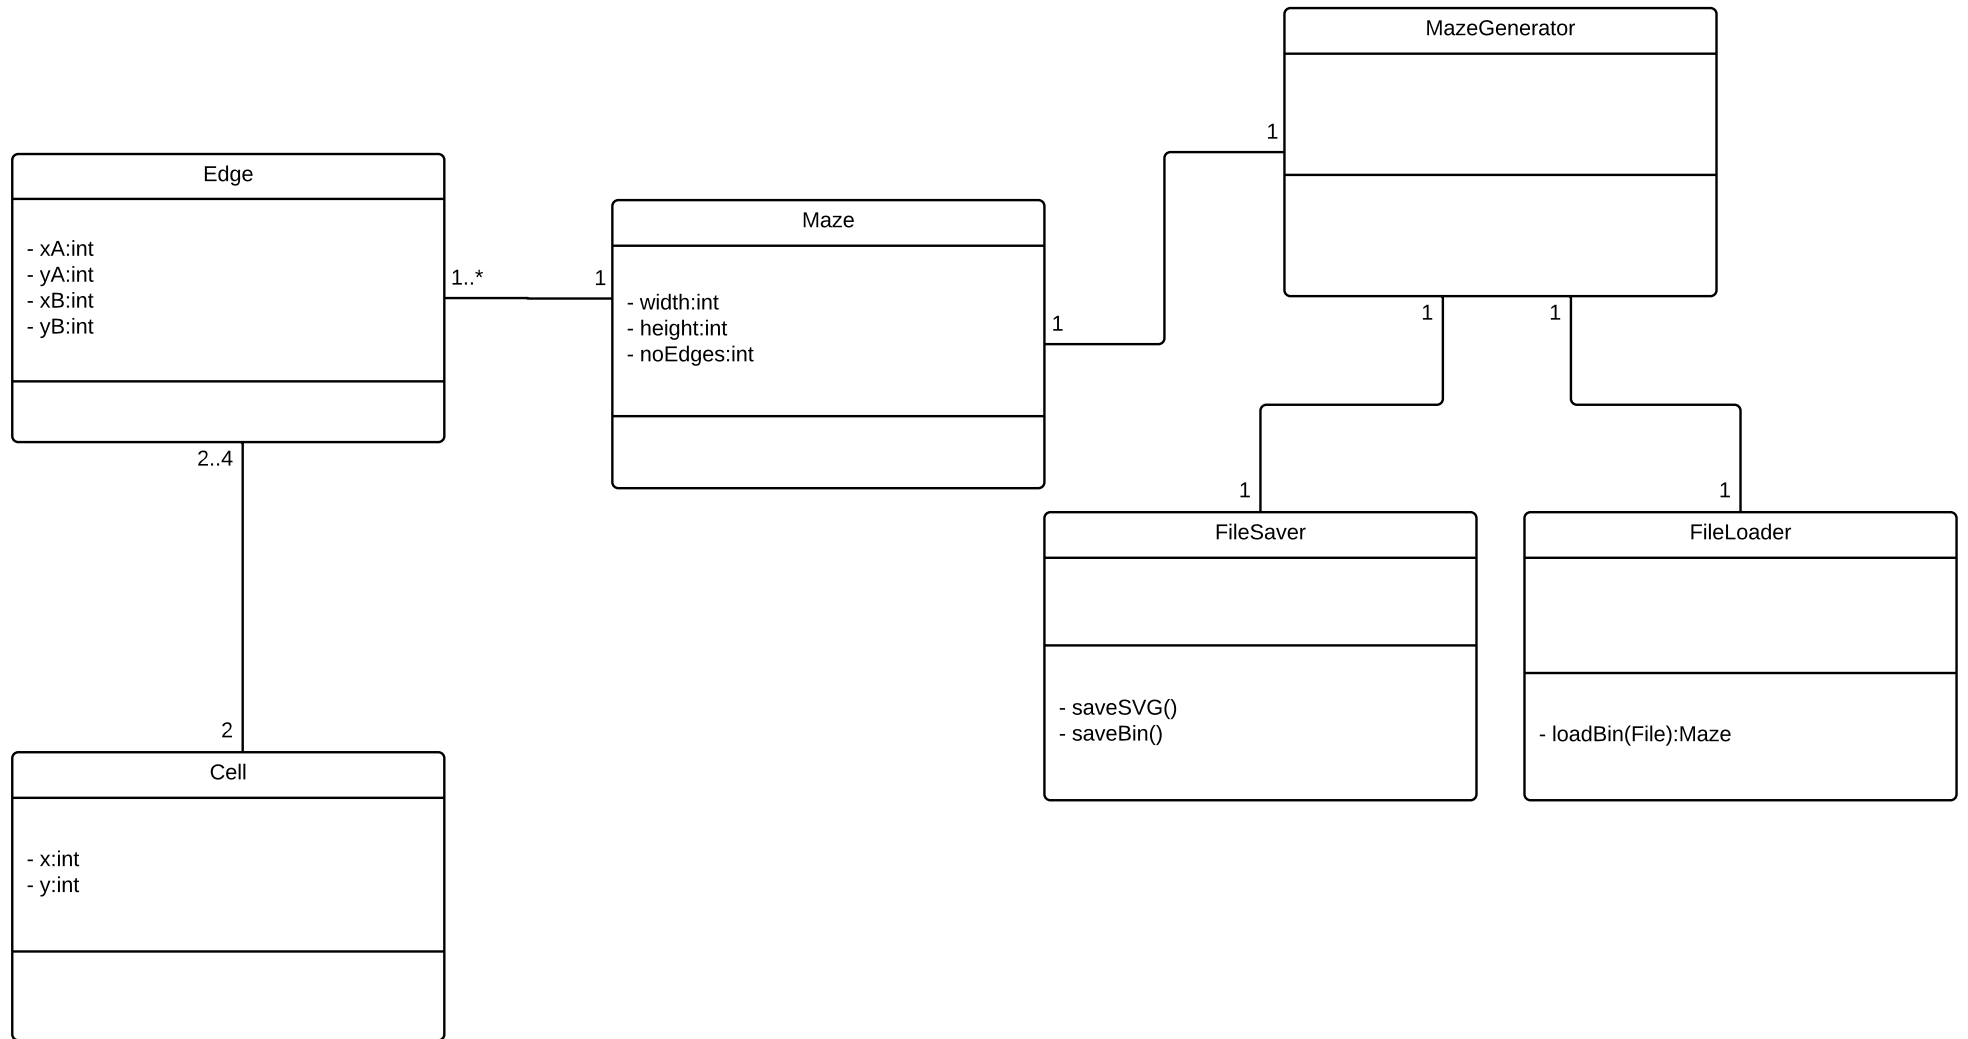 MazeGenerator
1
Edge
- xA:int
- yA:int
- xB:int
- yB:int
1..*
1
Maze
- width:int
- height:int
- noEdges:int
1
1
1
2..4
1
1
FileSaver
- saveSVG()
- saveBin()
FileLoader
- loadBin(File):Maze
2
Cell
- x:int
- y:int